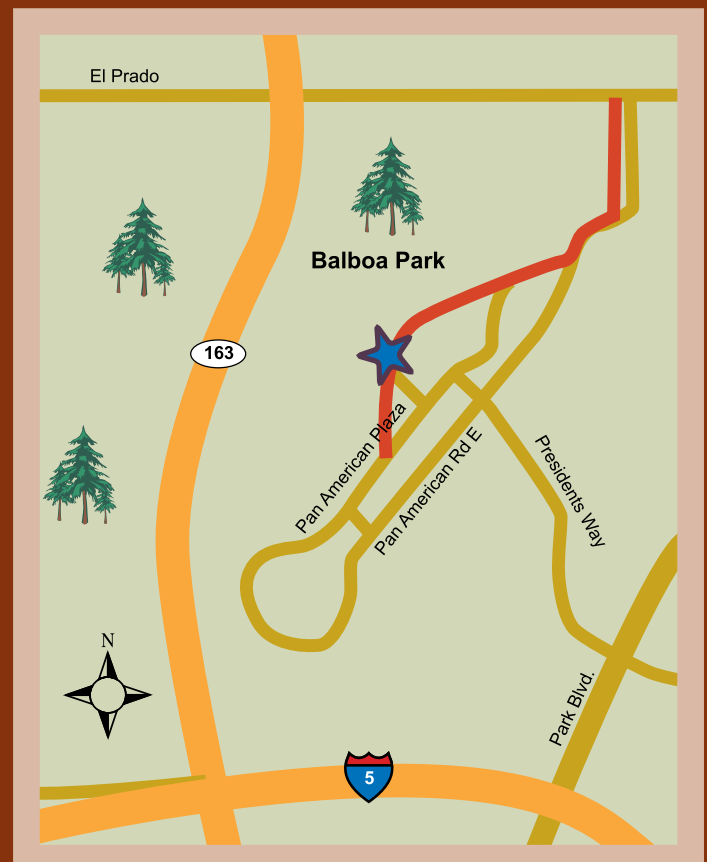 El Prado
Balboa Park
163
Pan American Plaza
Pan American Rd E
Presidents Way
N
Park Blvd.
5